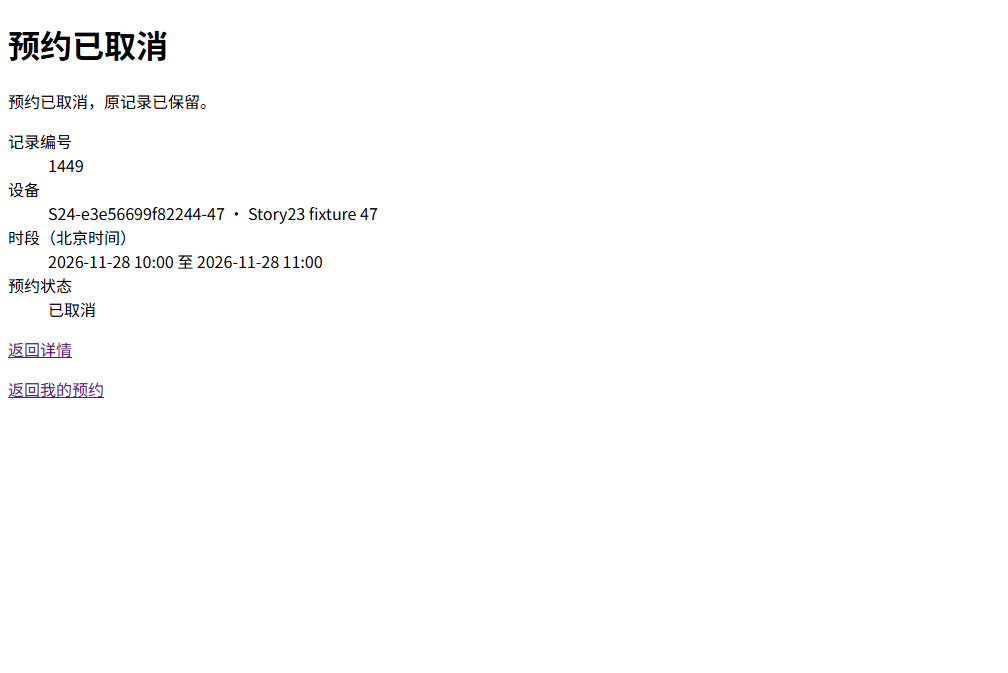 预约已取消
预约已取消，原记录已保留。
记录编号
1449
设备
S24-e3e56699f82244-47 · Story23 fixture 47
时段（北京时间）
2026-11-28 10:00 至 2026-11-28 11:00
预约状态
已取消
返回详情
返回我的预约